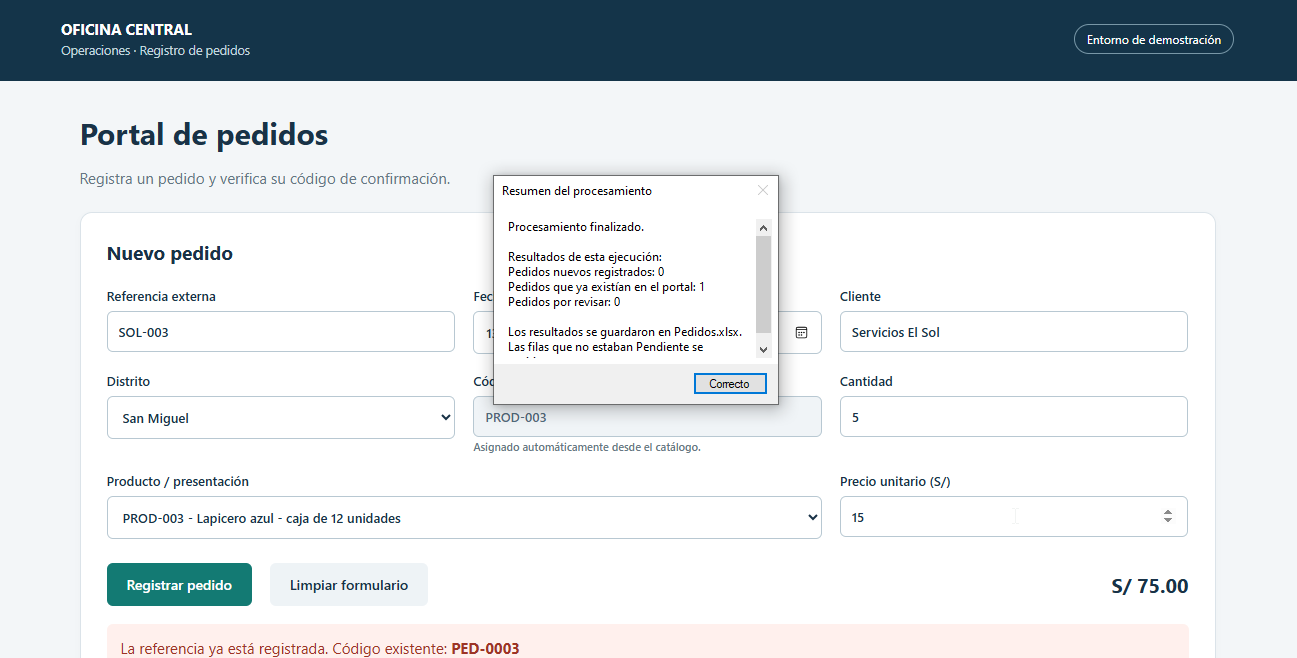 OFICINA CENTRAL
Operaciones · Registro de pedidos
Entorno de demostración
Portal de pedidos
Registra un pedido y verifica su código de confirmación.
Resumen del procesamiento
Procesamiento finalizado.
Resultados de esta ejecución:
Pedidos nuevos registrados: 0
Pedidos que ya existían en el portal: 1
Pedidos por revisar: 0
Los resultados se guardaron en Pedidos.xlsx.
Las filas que no estaban Pendiente se
Correcto
Nuevo pedido
Referencia externa
SOL-003
Cliente
Servicios El Sol
Distrito
San Miguel
PROD-003
Asignado automáticamente desde el catálogo.
Cantidad
5
Producto / presentación
PROD-003 - Lapicero azul - caja de 12 unidades
Precio unitario (S/)
15
Registrar pedido
Limpiar formulario
S/ 75.00
La referencia ya está registrada. Código existente: PED-0003